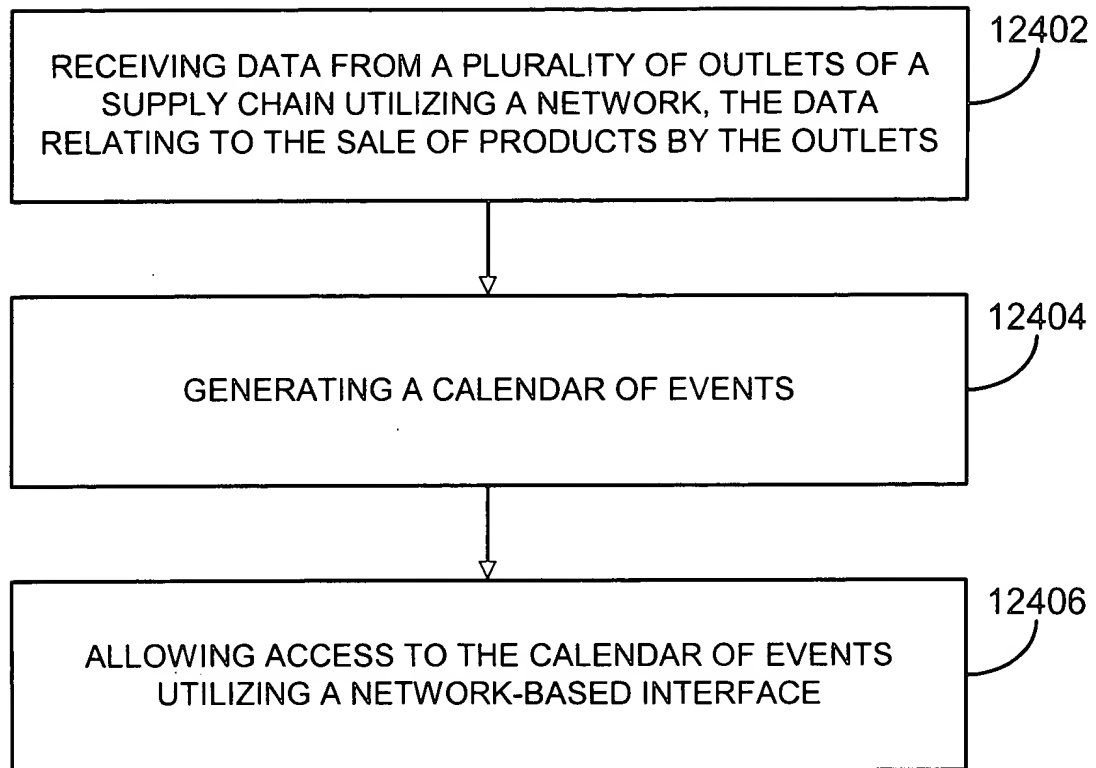 12402
RECEIVING DATA FROM A PLURALITY OF OUTLETS OF A
SUPPLY CHAIN UTILIZING A NETWORK, THE DATA
RELATING TO THE SALE OF PRODUCTS BY THE OUTLETS
12404
GENERATING A CALENDAR OF EVENTS
12406
ALLOWING ACCESS TO THE CALENDAR OF EVENTS
UTILIZING A NETWORK-BASED INTERFACE